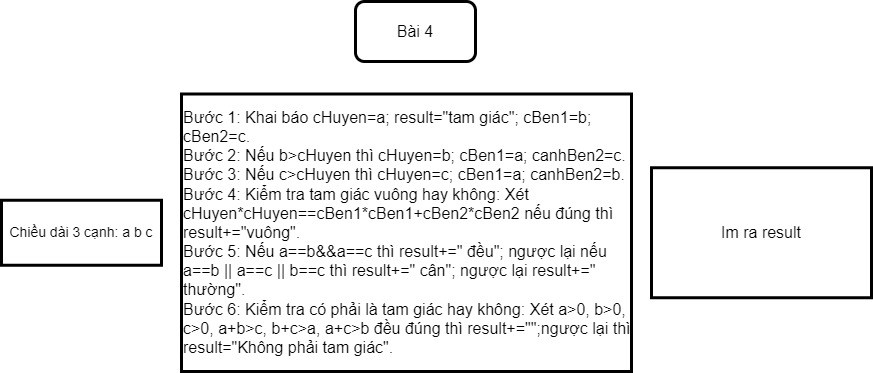 Bài 4
Chiều dài 3 cạnh: a b c
Bước 1: Khai báo cHuyen=a; result="tam giác"; cBen1=b;
cBen2=c.
Bước 2: Nếu b>cHuyen thì cHuyen=b; cBen1=a; canhBen2=c.
Bước 3: Nếu c>cHuyen thì cHuyen=c; cBen1=a; canhBen2=b.
Bước 4: Kiểm tra tam giác vuông hay không: Xét
cHuyen*cHuyen==cBen1*cBen1+cBen2*cBen2 nếu đúng thì
result+="vuông".
Bước 5: Nếu a==b&&a==c thì result+=" đều"; ngược lại nếu
a==b || a==c || b==c thì result+=" cân"; ngược lại result+="
thường".
Bước 6: Kiểm tra có phải là tam giác hay không: Xét a>0, b>0,
c>0, a+b>c, b+c>a, a+c>b đều đúng thì result+="";ngược lại thì
result="Không phải tam giác".
Im ra result